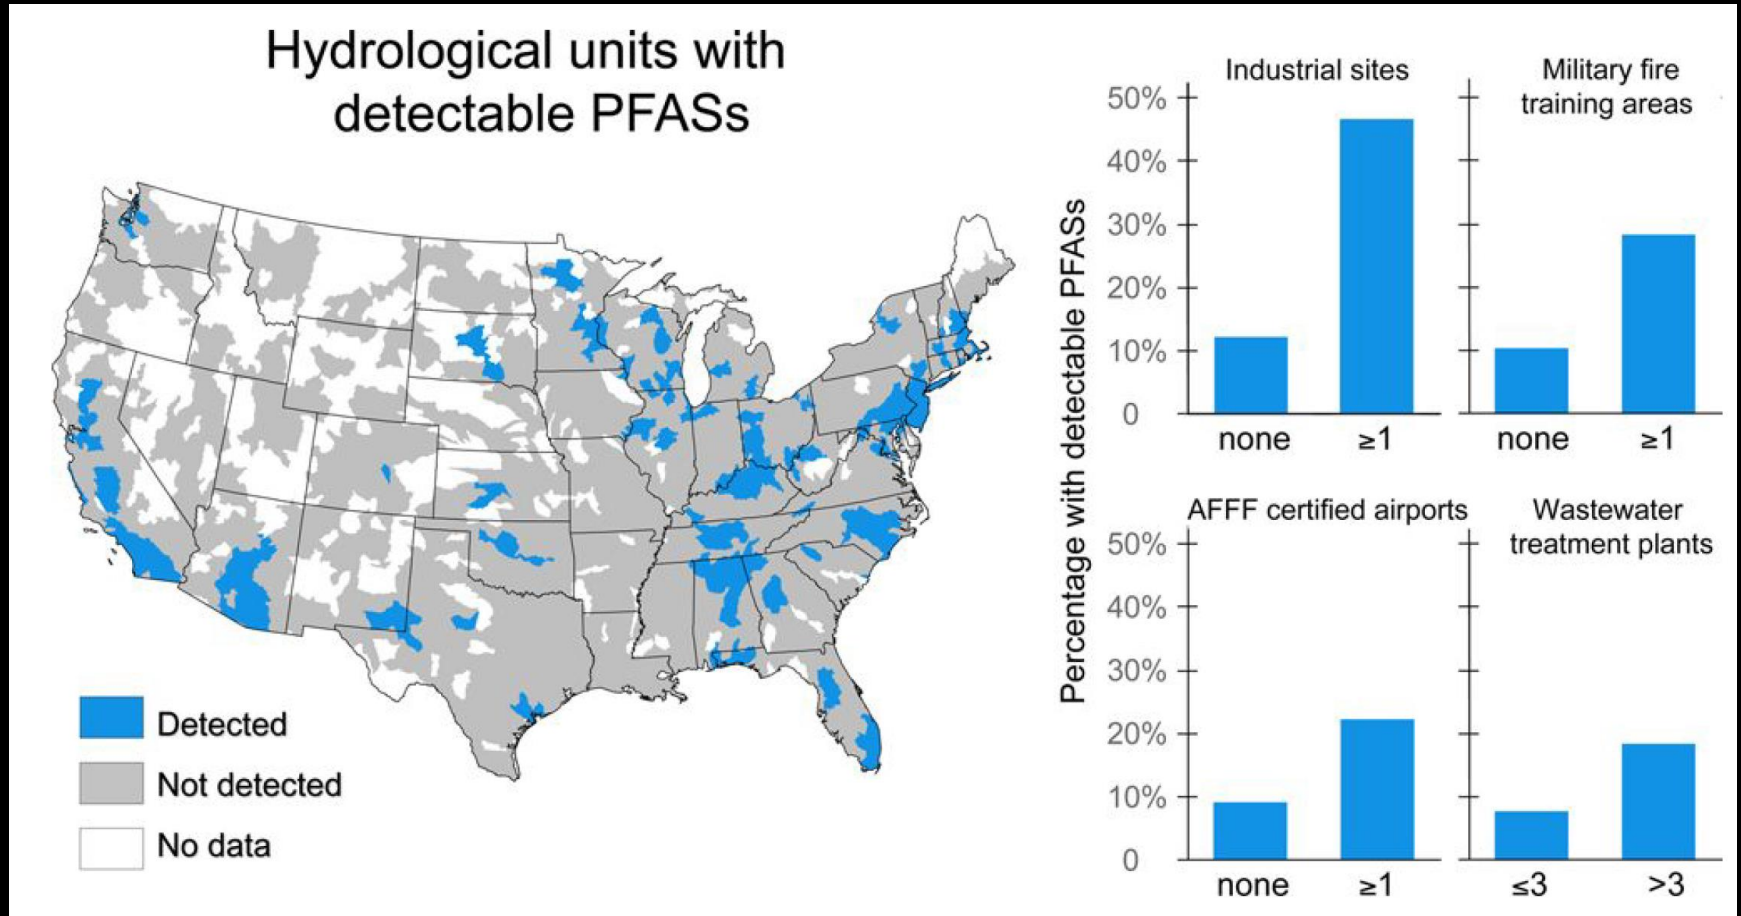 Hydrological units with
detectable PFASs
Detected
Not detected
No data
Percentage with detectable PFASs
Industrial sites
50%
40%
30%
20%
10%
0
none
≥1
Military fire
training areas
none
≥1
AFFF certified airports
50%
40%
30%
20%
10%
0
none
≥1
Wastewater
treatment plants
≤3
>3